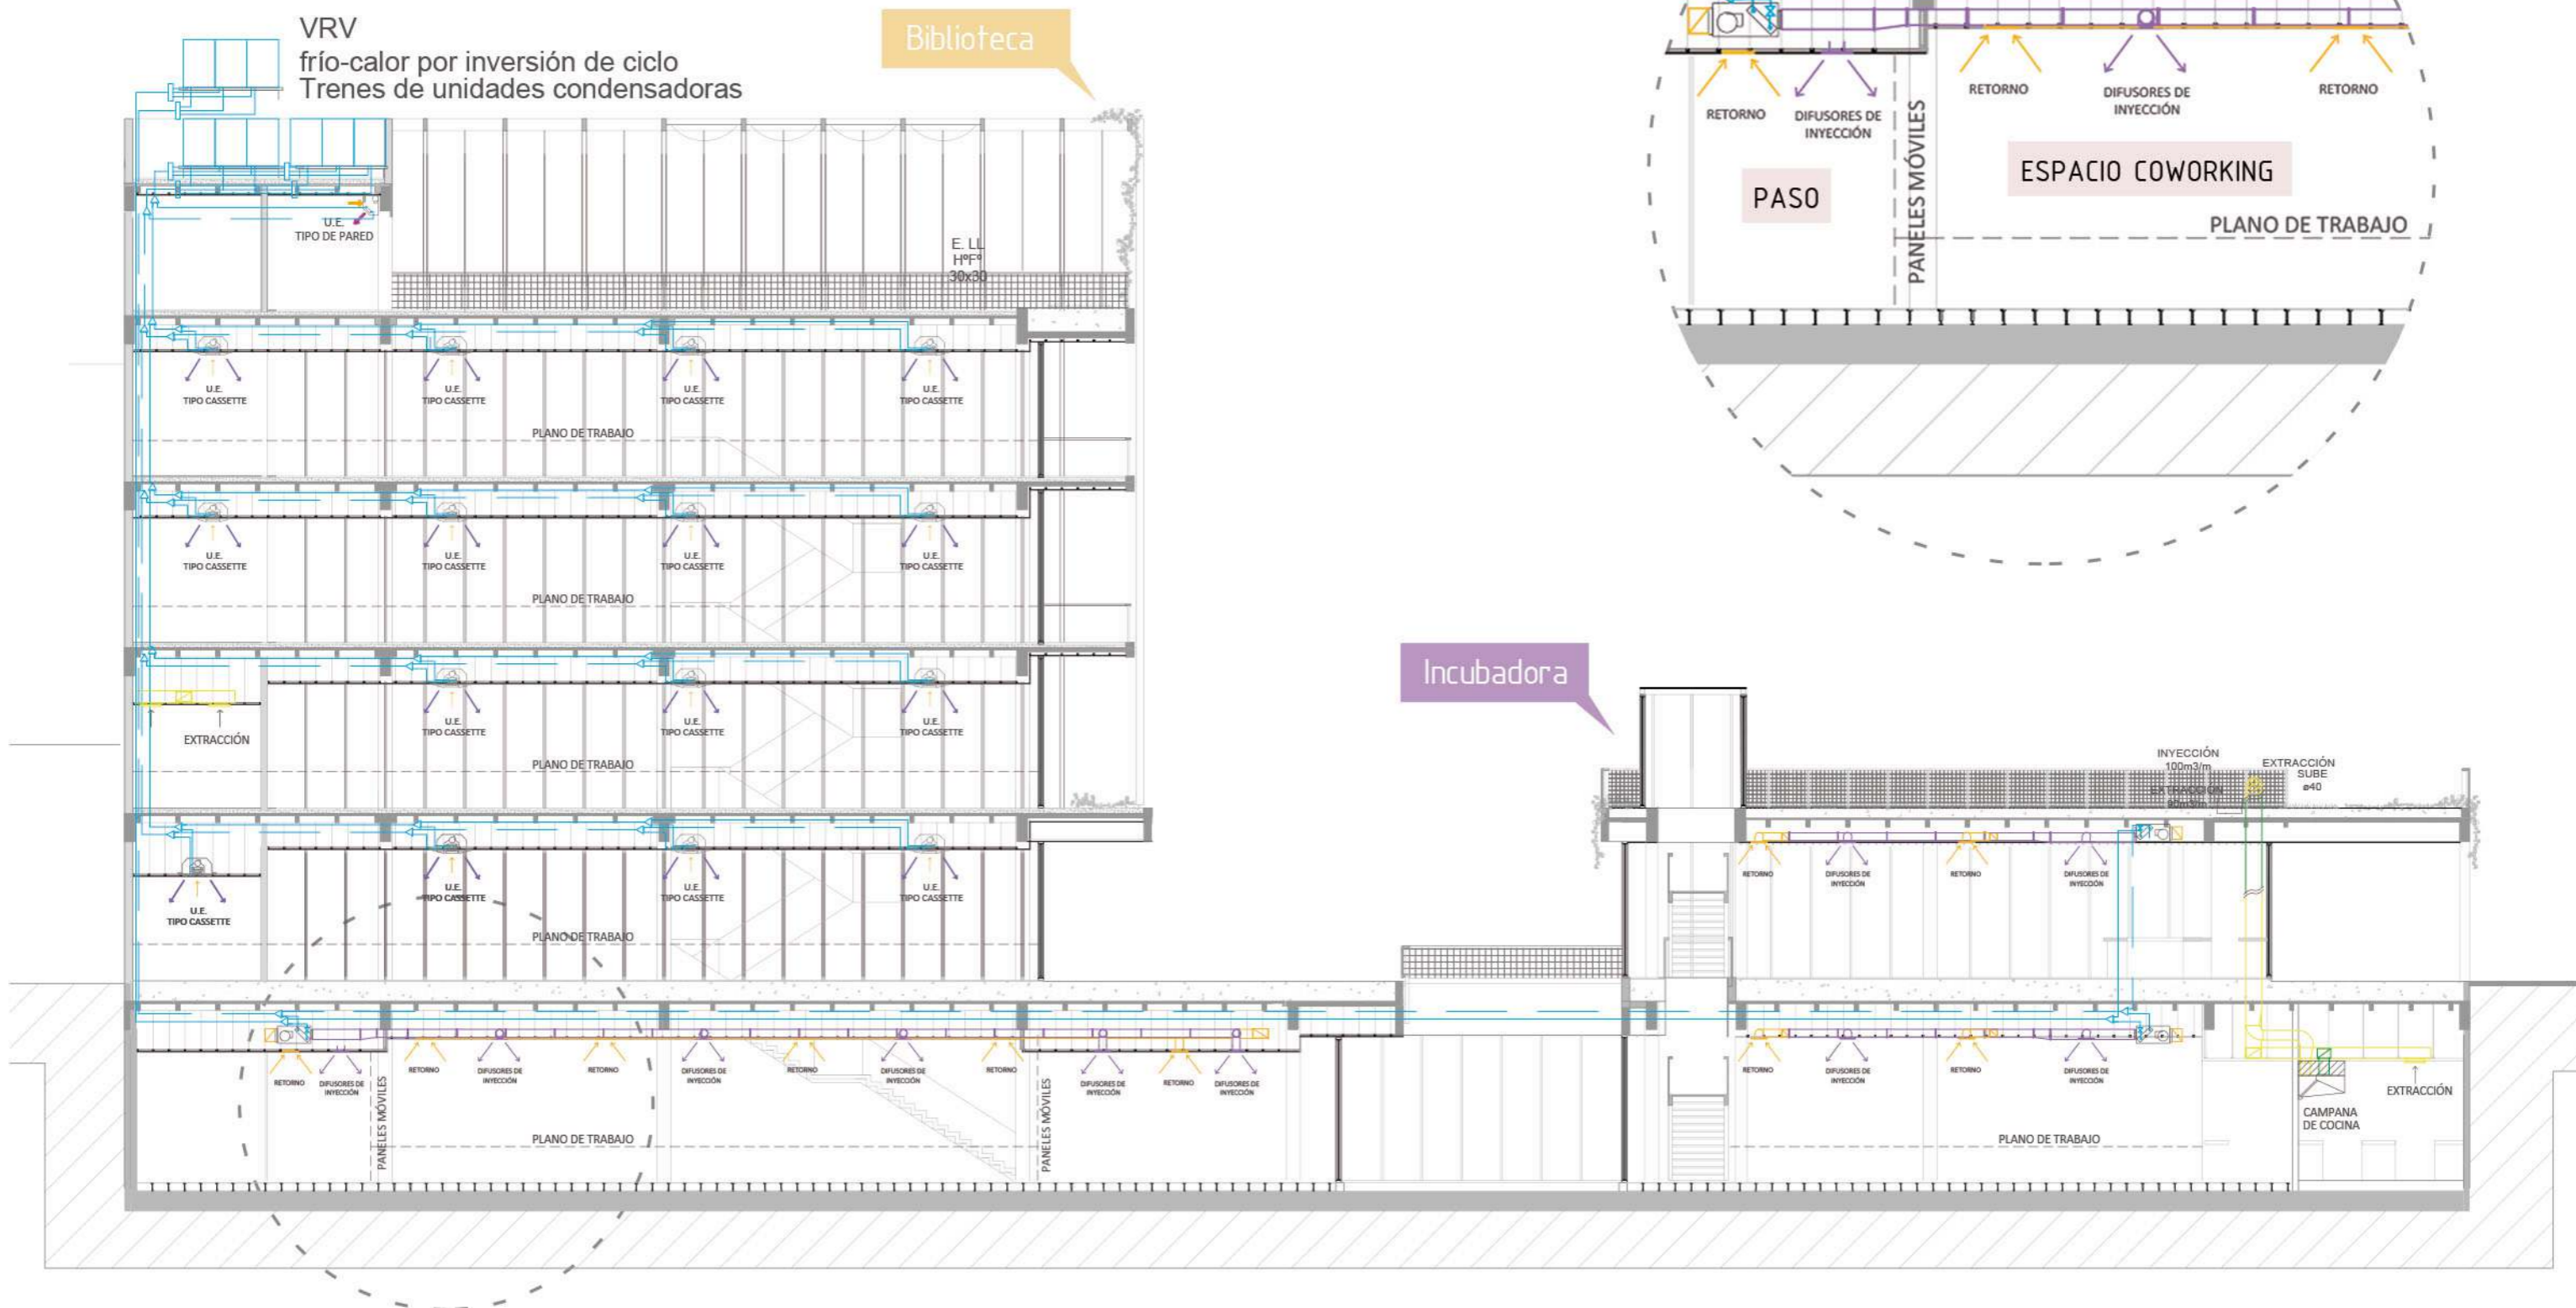 VRV
frío-calor por inversión de ciclo
Trenes de unidades condensadoras
Biblioteca
RETORNO
DIFUSORES DE
INYECCIÓN
RETORNO
DIFUSORES DE
INYECCIÓN
RETORNO
PASO
PANELES MÓVILES
ESPACIO COWORKING
PLANO DE TRABAJO
U.E.
TIPO DE PARED
E. LL
HºFº
30x30
U.E.
TIPO CASSETTE
U.E.
TIPO CASSETTE
U.E.
TIPO CASSETTE
U.E.
TIPO CASSETTE
PLANO DE TRABAJO
U.E.
TIPO CASSETTE
U.E.
TIPO CASSETTE
U.E.
TIPO CASSETTE
U.E.
TIPO CASSETTE
PLANO DE TRABAJO
EXTRACCIÓN
U.E.
TIPO CASSETTE
U.E.
TIPO CASSETTE
U.E.
TIPO CASSETTE
PLANO DE TRABAJO
Incubadora
INYECCIÓN
100m3/m
EXTRACCIÓN
90m3/m
EXTRACCIÓN
SUBE
ø40
U.E.
TIPO CASSETTE
U.E.
TIPO CASSETTE
U.E.
TIPO CASSETTE
U.E.
TIPO CASSETTE
PLANO DE TRABAJO
RETORNO
DIFUSORES DE
INYECCIÓN
RETORNO
DIFUSORES DE
INYECCIÓN
RETORNO
DIFUSORES DE
INYECCIÓN
PANELES MÓVILES
RETORNO
DIFUSORES DE
INYECCIÓN
RETORNO
DIFUSORES DE
INYECCIÓN
RETORNO
DIFUSORES DE
INYECCIÓN
RETORNO
PANELES MÓVILES
DIFUSORES DE
INYECCIÓN
RETORNO
DIFUSORES DE
INYECCIÓN
PLANO DE TRABAJO
RETORNO
DIFUSORES DE
INYECCIÓN
RETORNO
DIFUSORES DE
INYECCIÓN
EXTRACCIÓN
CAMPANA
DE COCINA
PLANO DE TRABAJO